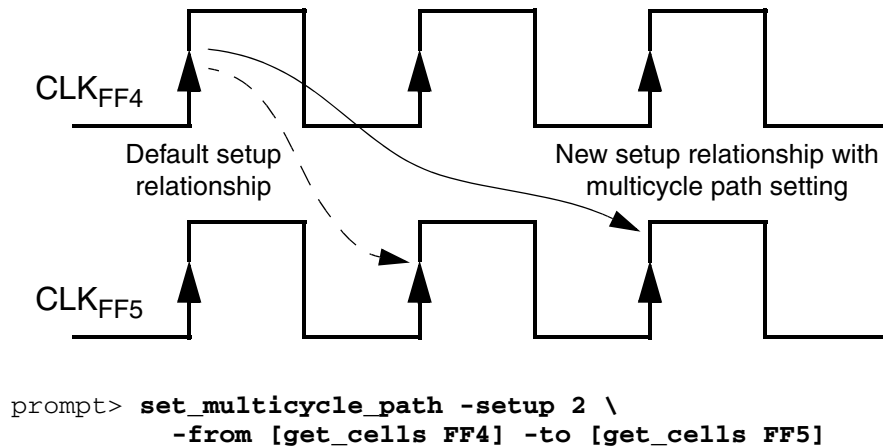 CLKFF4
Default setup
relationship
New setup relationship with
multicycle path setting
CLKFF5
prompt> set_multicycle_path -setup 2 \
-from [get_cells FF4] -to [get_cells FF5]